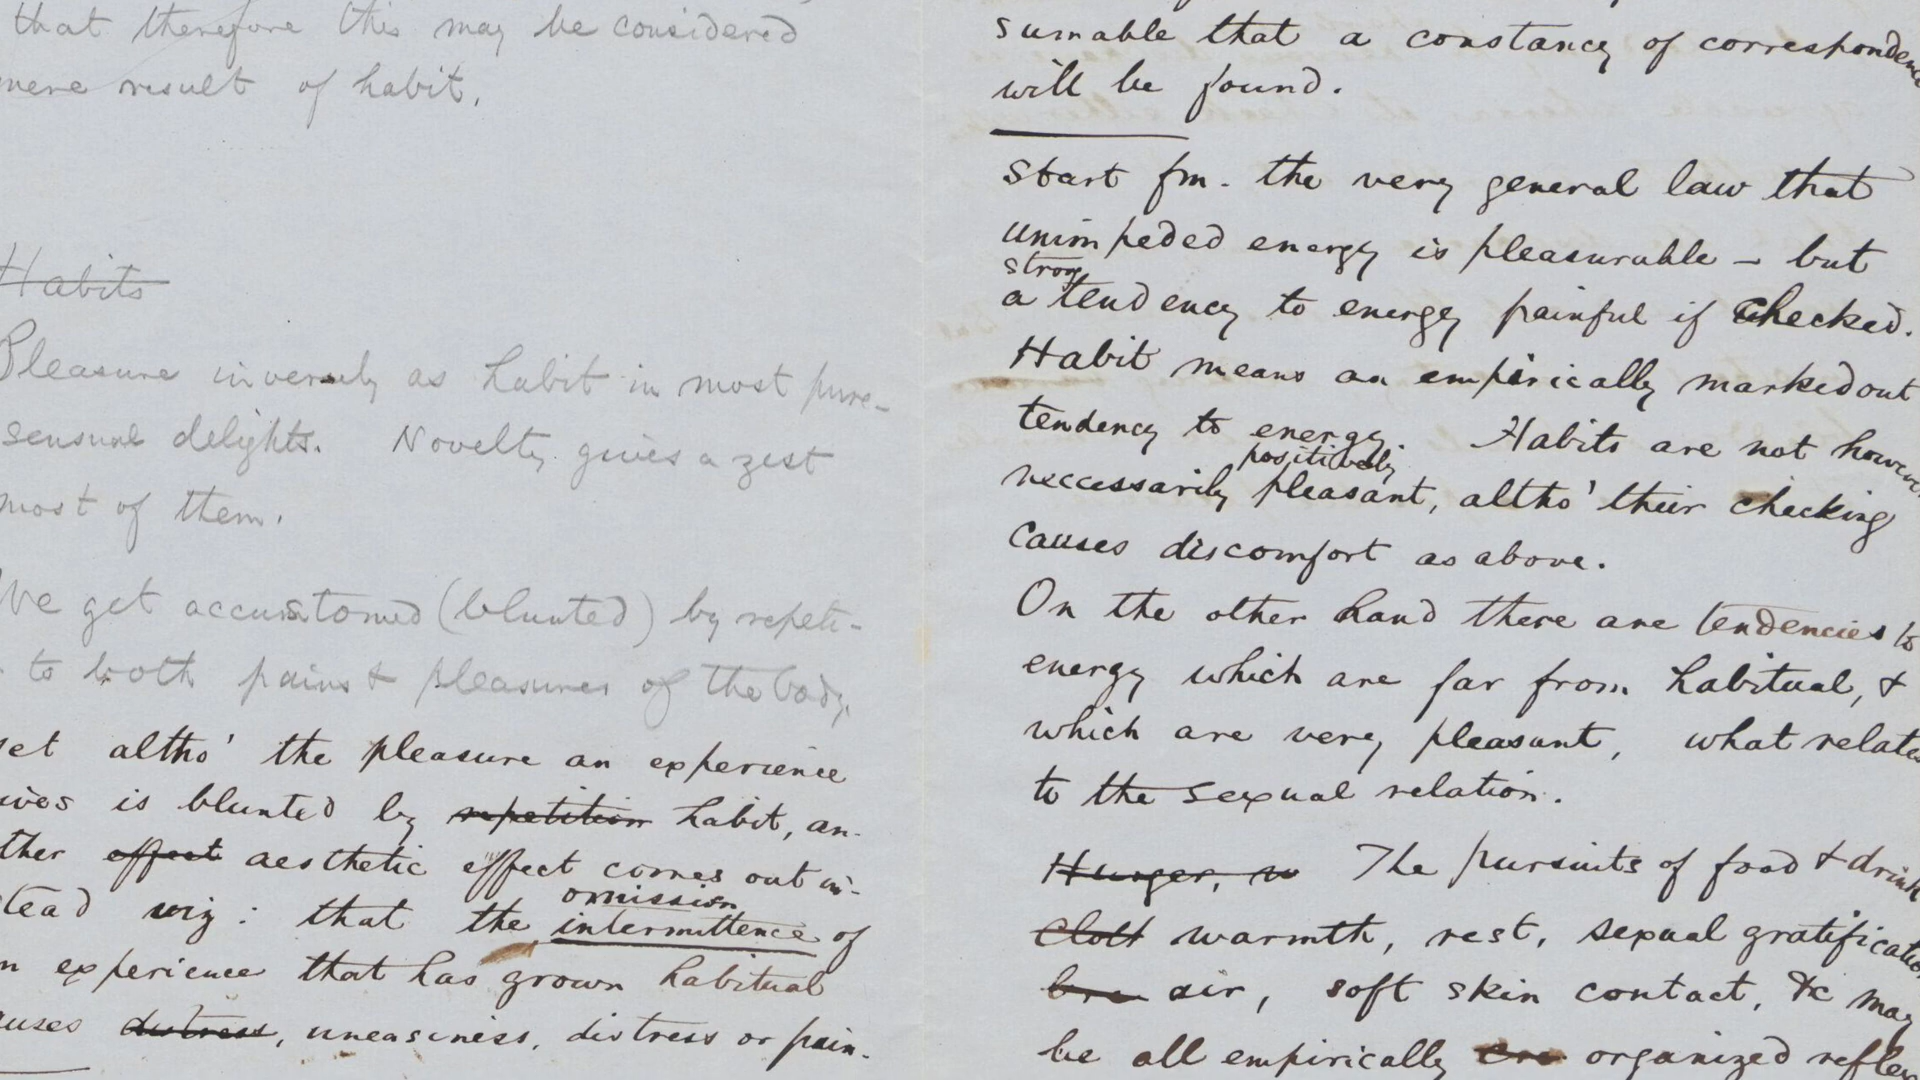 that therefore this may be considered
mere result of habit.
Habits
Pleasure inversely as habit in most pure-
sensual delights. Novelty gives a zest
most of them.
We get accustomed (blunted) by repeti-
to both pains & pleasures of the body.
yet altho' the pleasure an experience
gives is blunted by repetition habit, an-
other effect aesthetic effect comes out in-
omission
stead viz: that the intermittence of
an experience that has grown habitual
causes distress, uneasiness, distress or pain.
sumable that a constancy of correspondence
will be found.
Start fm. the very general law that
unimpeded energy is pleasurable – but
strong
a tendency to energy painful if checked.
Habit means an empirically marked out
tendency to energy. Habits are not however
positively
neccessarily pleasant, altho' their checking
causes discomfort as above.
On the other hand there are tendencies to
energy which are far from habitual, &
which are very pleasant, what relates
to the sexual relation.
Hunger, The pursuits of food & drink
warmth, rest, sexual gratification
air, soft skin contact, &c may
be all empirically organized reflex